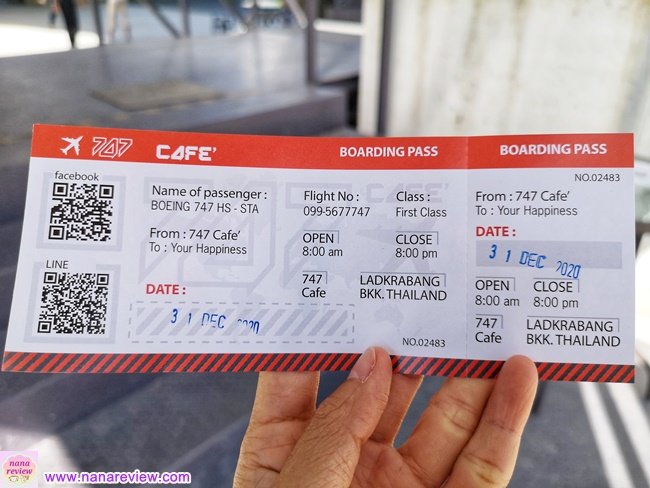 747 CAFE' BOARDING PASS
facebook
LINE
Name of passenger :
BOEING 747 HS - STA
From : 747 Cafe'
To : Your Happiness
DATE :
3 1 DEC 2020
Flight No :
099-5677747
Class :
First Class
OPEN
8:00 am
CLOSE
8:00 pm
747
Cafe
LADKRABANG
BKK. THAILAND
NO.02483
BOARDING PASS
NO.02483
From : 747 Cafe'
To : Your Happiness
DATE :
3 1 DEC 2020
OPEN
8:00 am
CLOSE
8:00 pm
747
Cafe
LADKRABANG
BKK. THAILAND
nana
review
www.nanareview.com